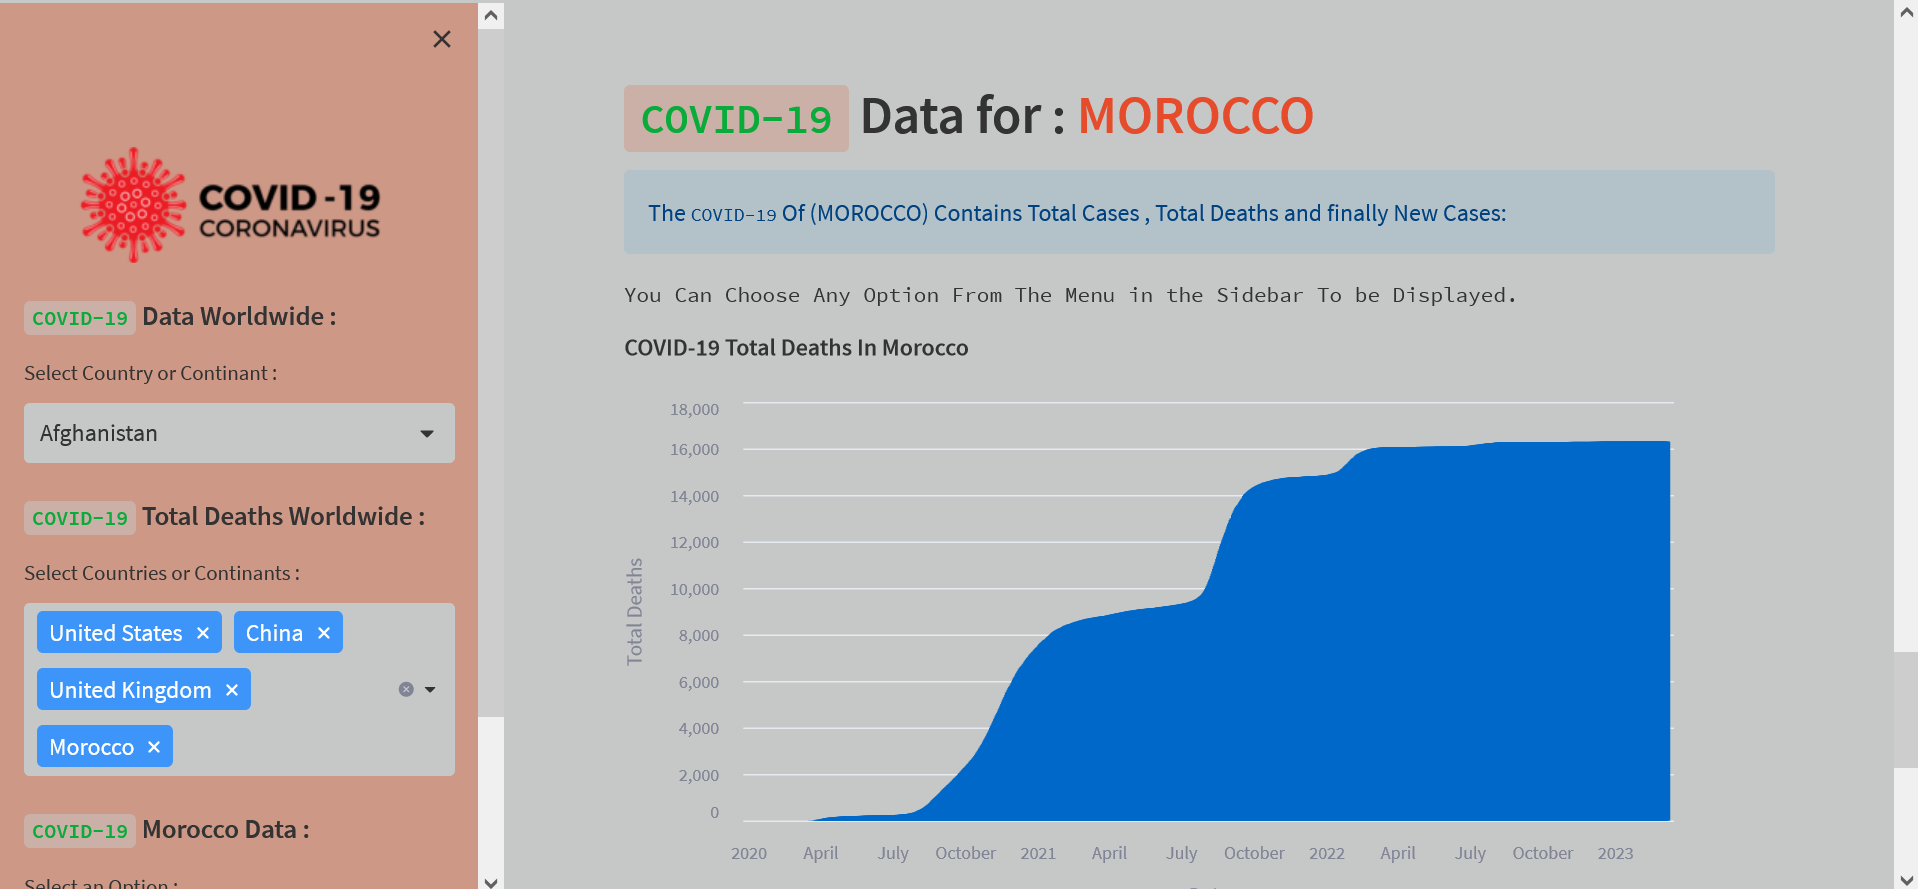 COVID -19
CORONAVIRUS
COVID-19 Data Worldwide :
Select Country or Continant :
Afghanistan
COVID-19 Total Deaths Worldwide :
Select Countries or Continants :
United States
China
United Kingdom
Morocco
COVID-19 Morocco Data :
Select an Option :
COVID-19 Data for : MOROCCO
The COVID-19 Of (MOROCCO) Contains Total Cases , Total Deaths and finally New Cases:
You Can Choose Any Option From The Menu in the Sidebar To be Displayed.
COVID-19 Total Deaths In Morocco
Total Deaths
18,000
16,000
14,000
12,000
10,000
8,000
6,000
4,000
2,000
0
2020 April July October 2021 April July October 2022 April July October 2023